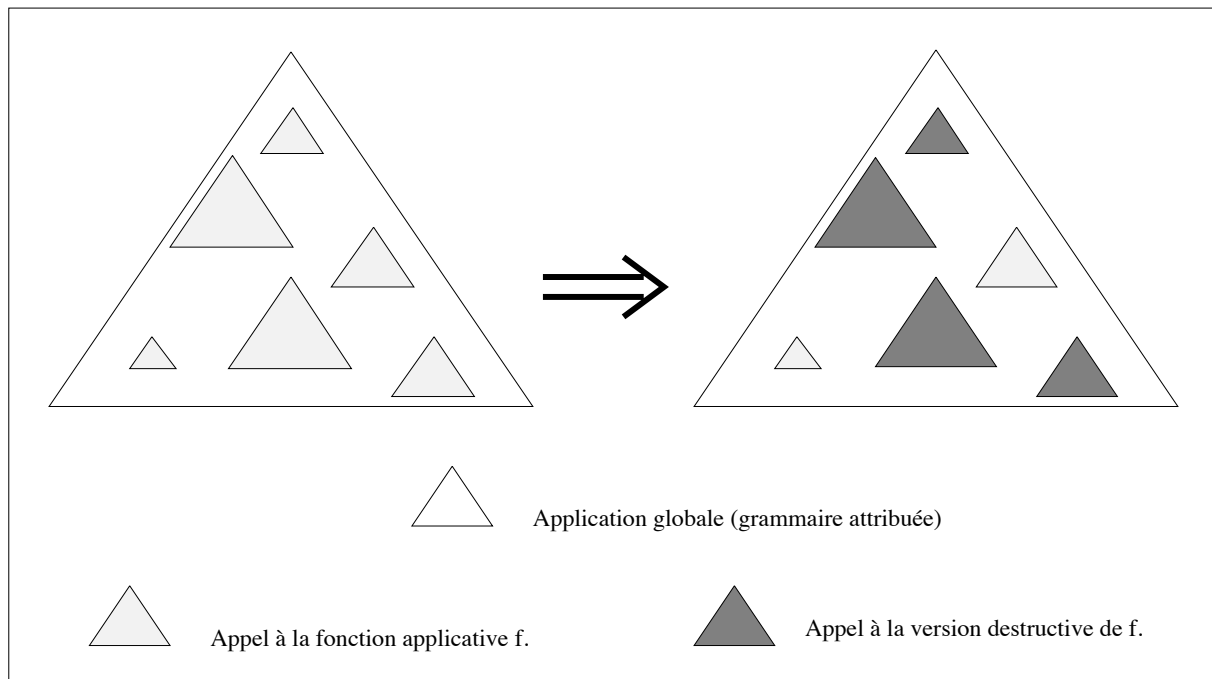 Application globale (grammaire attribuée)
Appel à la fonction applicative f.
Appel à la version destructive de f.